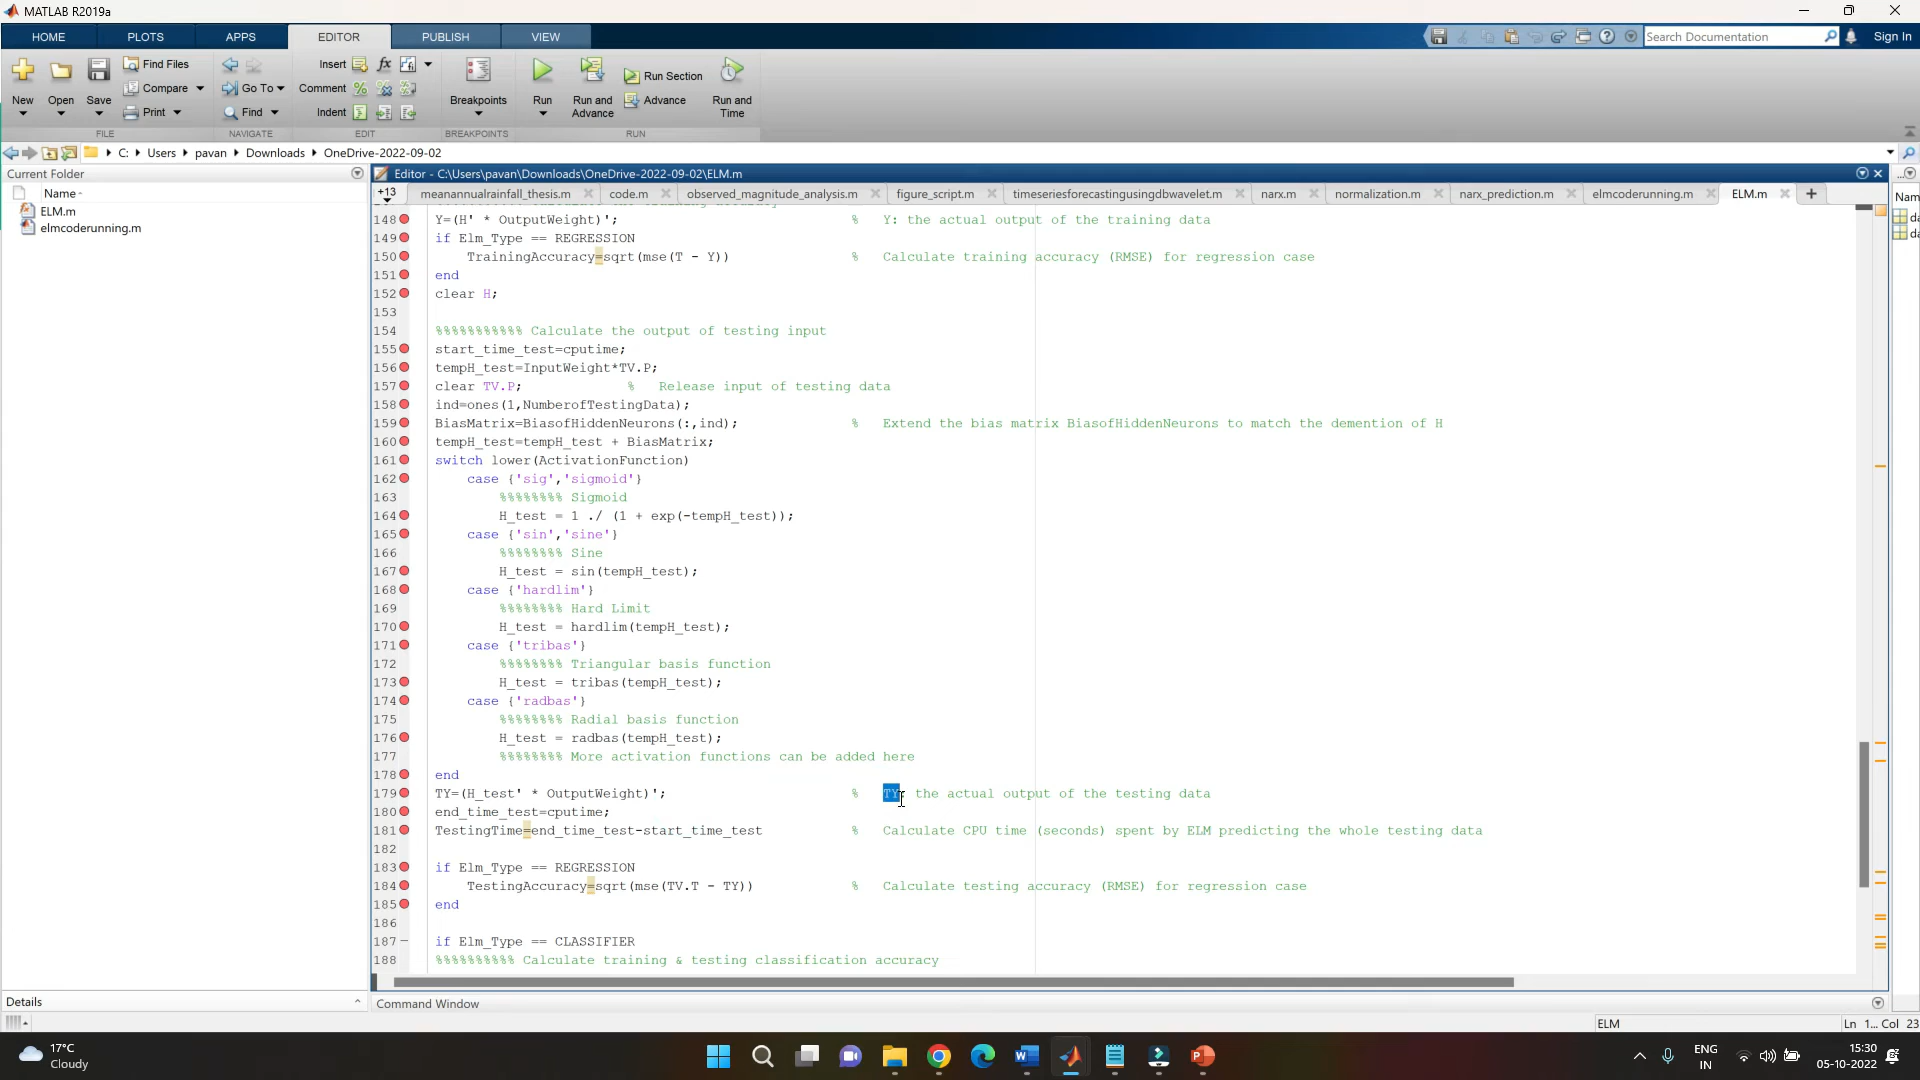 MATLAB R2019a
HOME PLOTS APPS EDITOR PUBLISH VIEW
Search Documentation Sign In
New Open Save Find Files Compare Print
Go To Find
Insert Comment Indent
Breakpoints
Run Run and Advance Run Section Advance Run and Time
FILE NAVIGATE EDIT BREAKPOINTS RUN
C: Users pavan Downloads OneDrive-2022-09-02
Current Folder
Name
ELM.m
elmcoderunning.m
Editor - C:\Users\pavan\Downloads\OneDrive-2022-09-02\ELM.m
+13 meanannualrainfall_thesis.m code.m observed_magnitude_analysis.m figure_script.m timeseriesforecastingusingdbwavelet.m narx.m normalization.m narx_prediction.m elmcoderunning.m ELM.m
148 Y=(H' * OutputWeight)'; % Y: the actual output of the training data
149 if Elm_Type == REGRESSION
150 TrainingAccuracy=sqrt(mse(T - Y)) % Calculate training accuracy (RMSE) for regression case
151 end
152 clear H;
153
154 %%%%%%%%%%% Calculate the output of testing input
155 start_time_test=cputime;
156 tempH_test=InputWeight*TV.P;
157 clear TV.P; % Release input of testing data
158 ind=ones(1,NumberofTestingData);
159 BiasMatrix=BiasofHiddenNeurons(:,ind); % Extend the bias matrix BiasofHiddenNeurons to match the demention of H
160 tempH_test=tempH_test + BiasMatrix;
161 switch lower(ActivationFunction)
162 case {'sig','sigmoid'}
163 %%%%%%%% Sigmoid
164 H_test = 1 ./ (1 + exp(-tempH_test));
165 case {'sin','sine'}
166 %%%%%%%% Sine
167 H_test = sin(tempH_test);
168 case {'hardlim'}
169 %%%%%%%% Hard Limit
170 H_test = hardlim(tempH_test);
171 case {'tribas'}
172 %%%%%%%% Triangular basis function
173 H_test = tribas(tempH_test);
174 case {'radbas'}
175 %%%%%%%% Radial basis function
176 H_test = radbas(tempH_test);
177 %%%%%%%% More activation functions can be added here
178 end
179 TY=(H_test' * OutputWeight)'; % TY: the actual output of the testing data
180 end_time_test=cputime;
181 TestingTime=end_time_test-start_time_test % Calculate CPU time (seconds) spent by ELM predicting the whole testing data
182
183 if Elm_Type == REGRESSION
184 TestingAccuracy=sqrt(mse(TV.T - TY)) % Calculate testing accuracy (RMSE) for regression case
185 end
186
187 if Elm_Type == CLASSIFIER
188 %%%%%%%%%% Calculate training & testing classification accuracy
Details
Command Window
ELM
Ln 1... Col 23
17°C
Cloudy
ENG
IN
15:30
05-10-2022